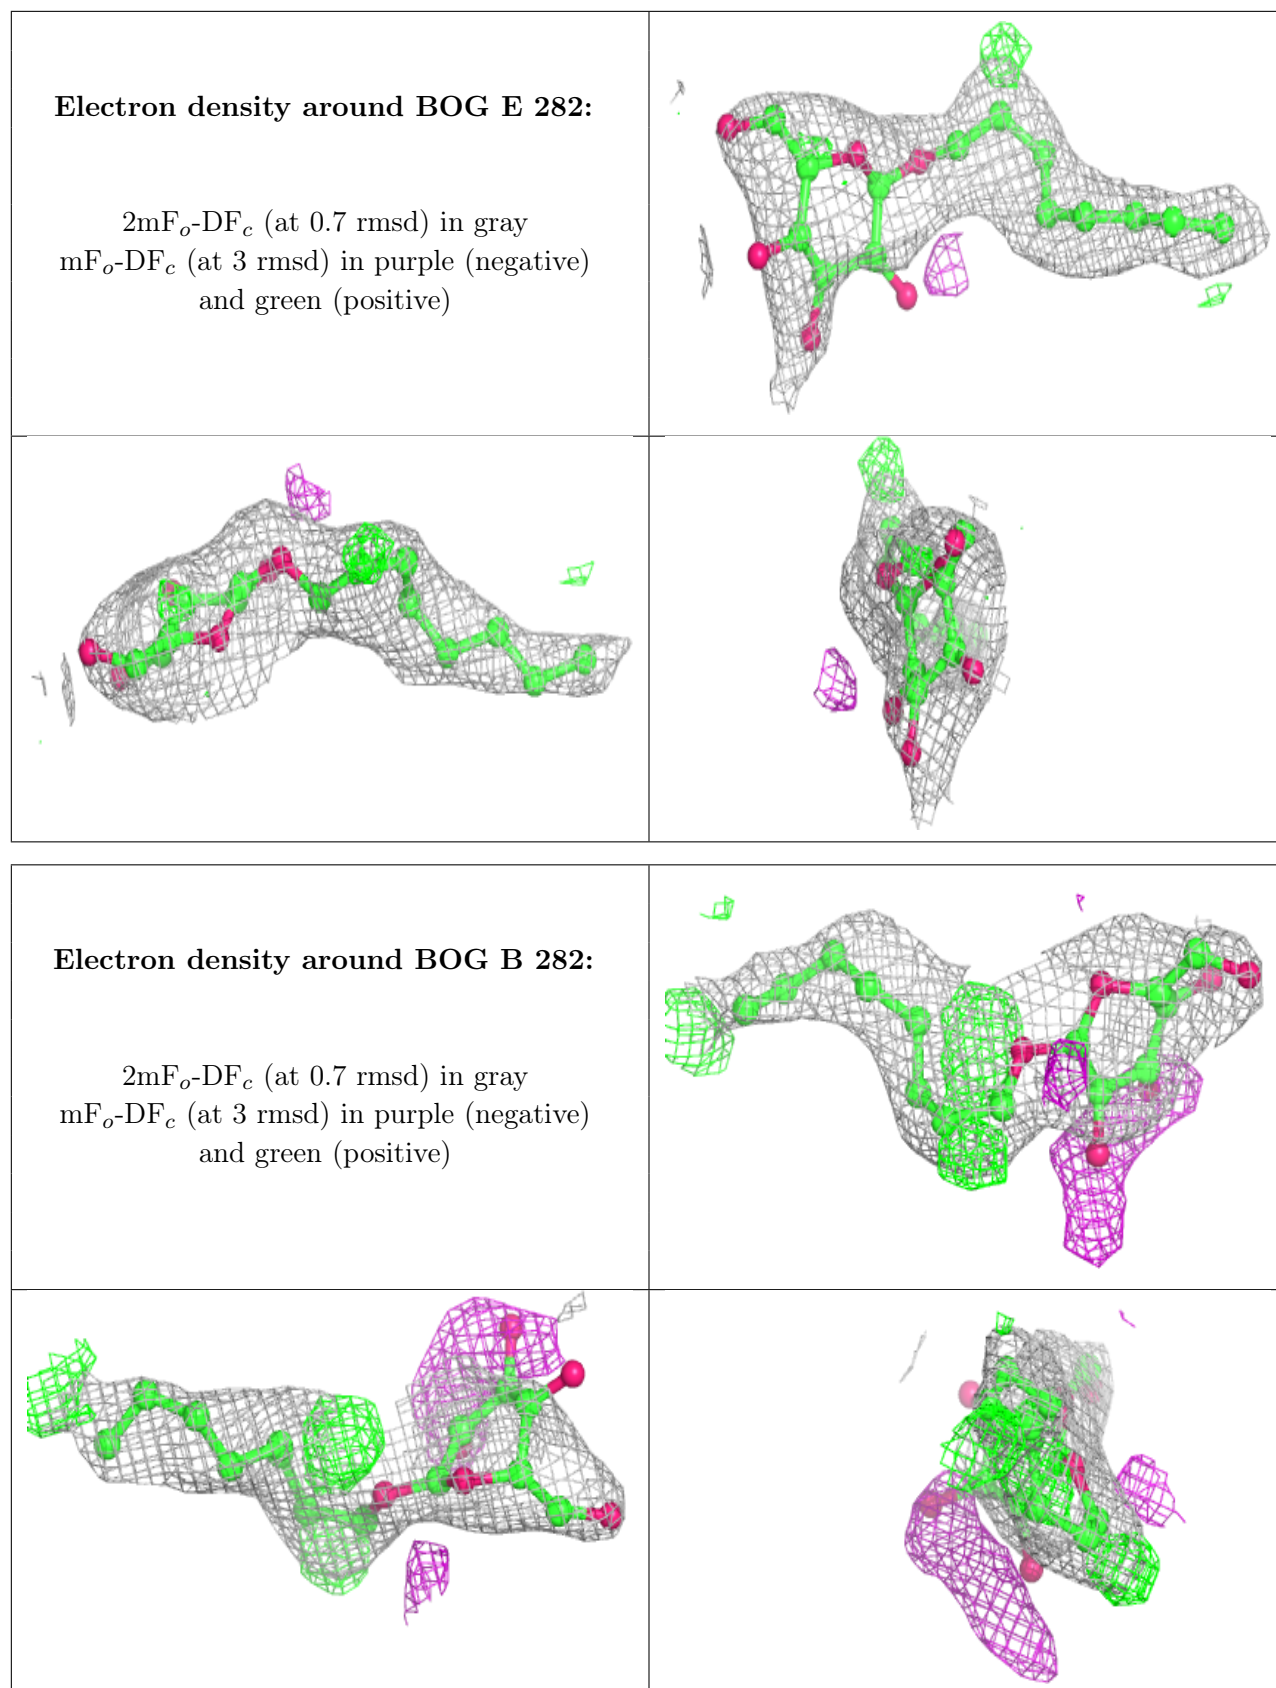 Electron density around BOG E 282:
2mFo-DFc (at 0.7 rmsd) in gray
mFo-DFc (at 3 rmsd) in purple (negative)
and green (positive)
Electron density around BOG B 282:
2mFo-DFc (at 0.7 rmsd) in gray
mFo-DFc (at 3 rmsd) in purple (negative)
and green (positive)